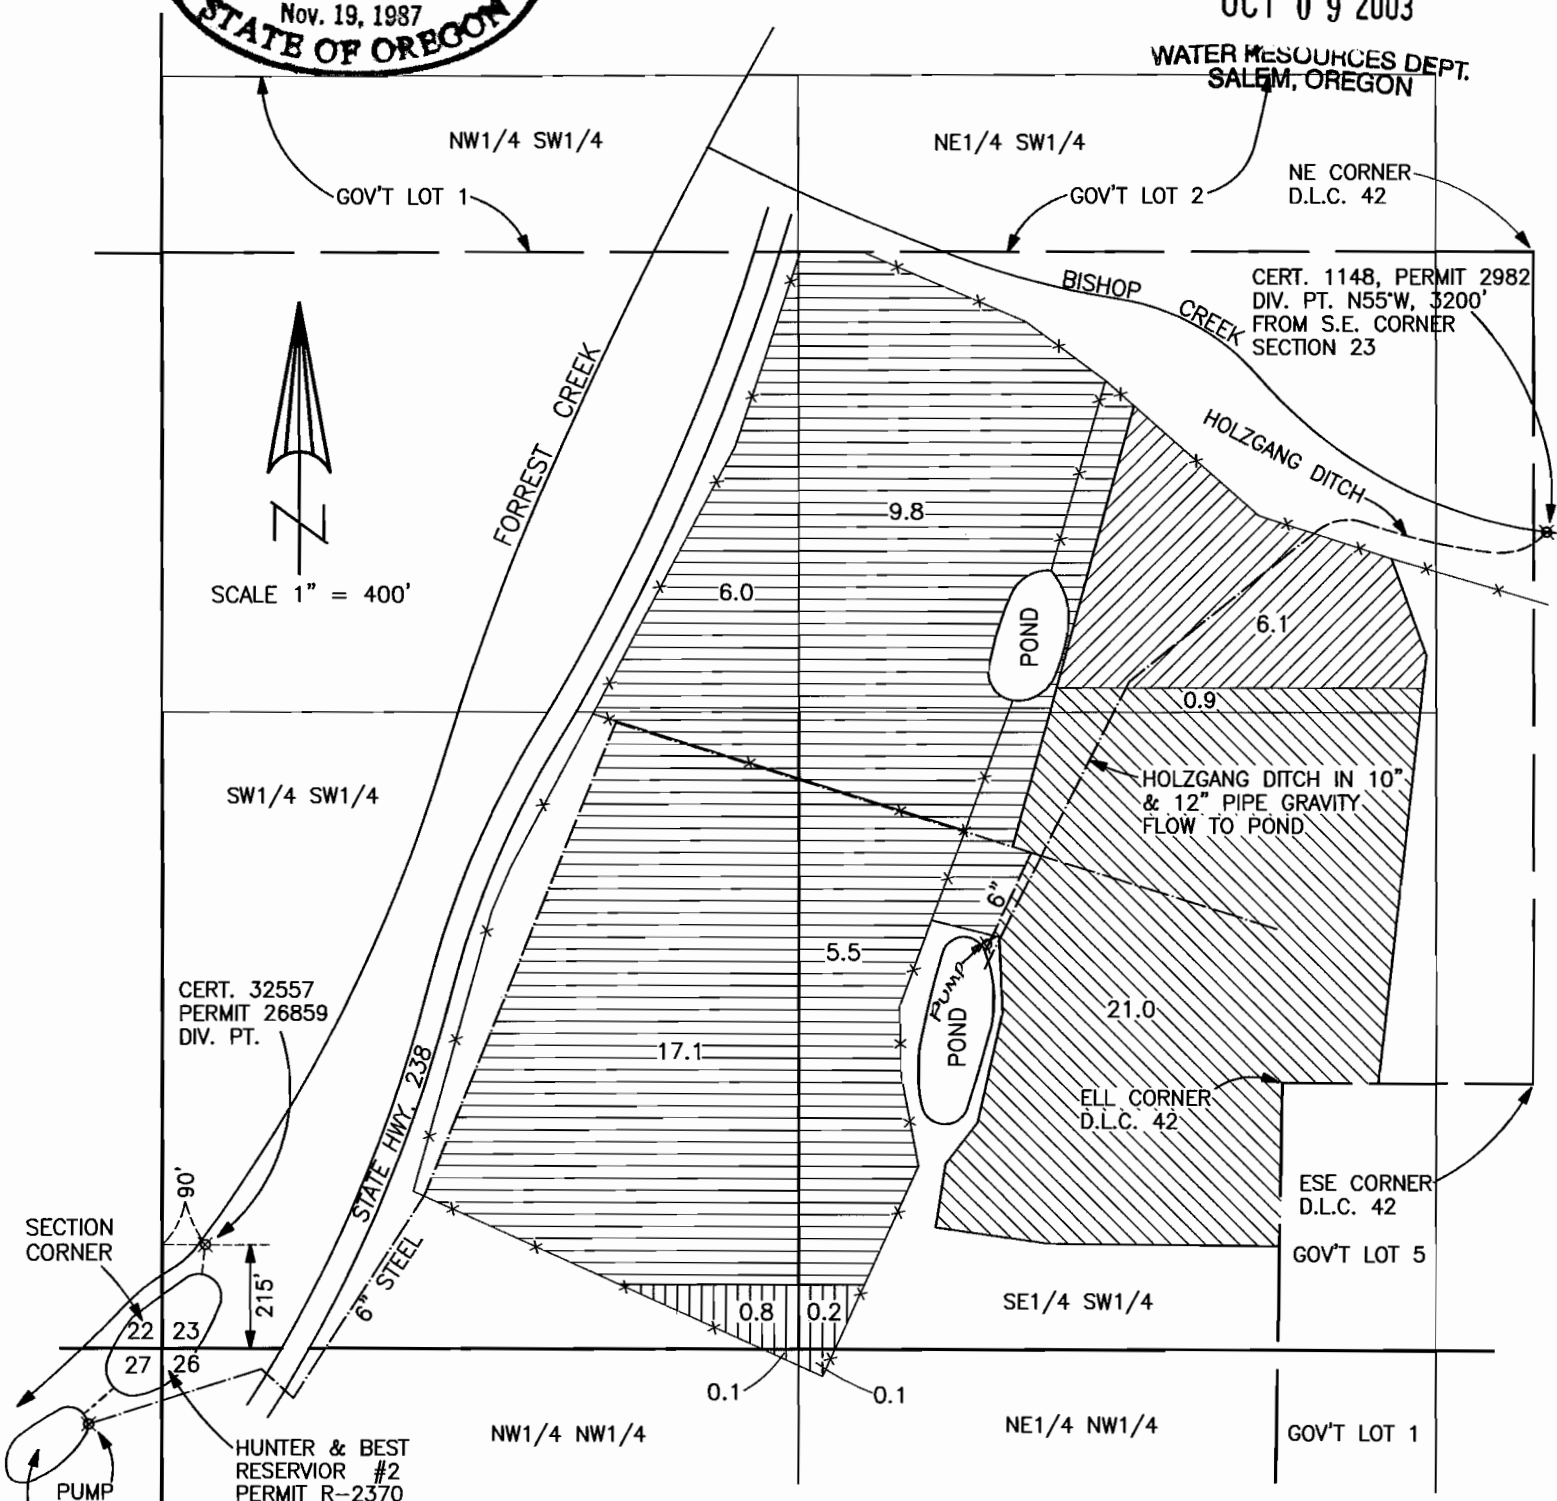 Nov. 19, 1987
STATE OF OREGON
OCT 0 9 2003
WATER RESOURCES DEPT.
SALEM, OREGON
NW1/4 SW1/4
NE1/4 SW1/4
GOV'T LOT 1
GOV'T LOT 2
NE CORNER
D.L.C. 42
BISHOP CREEK
CERT. 1148, PERMIT 2982
DIV. PT. N55°W, 3200'
FROM S.E. CORNER
SECTION 23
FORREST CREEK
HOLZGANG DITCH
N
SCALE 1" = 400'
9.8
6.0
POND
6.1
0.9
SW1/4 SW1/4
HOLZGANG DITCH IN 10"
& 12" PIPE GRAVITY
FLOW TO POND
6"
5.5
PUMP
POND
21.0
17.1
CERT. 32557
PERMIT 26859
DIV. PT.
STATE HWY. 238
ELL CORNER
D.L.C. 42
90'
SECTION
CORNER
215'
6" STEEL
ESE CORNER
D.L.C. 42
GOV'T LOT 5
SE1/4 SW1/4
0.8
0.2
22 23
27 26
0.1
0.1
NW1/4 NW1/4
NE1/4 NW1/4
GOV'T LOT 1
HUNTER & BEST
RESERVIOR #2
PERMIT R-2370
PUMP